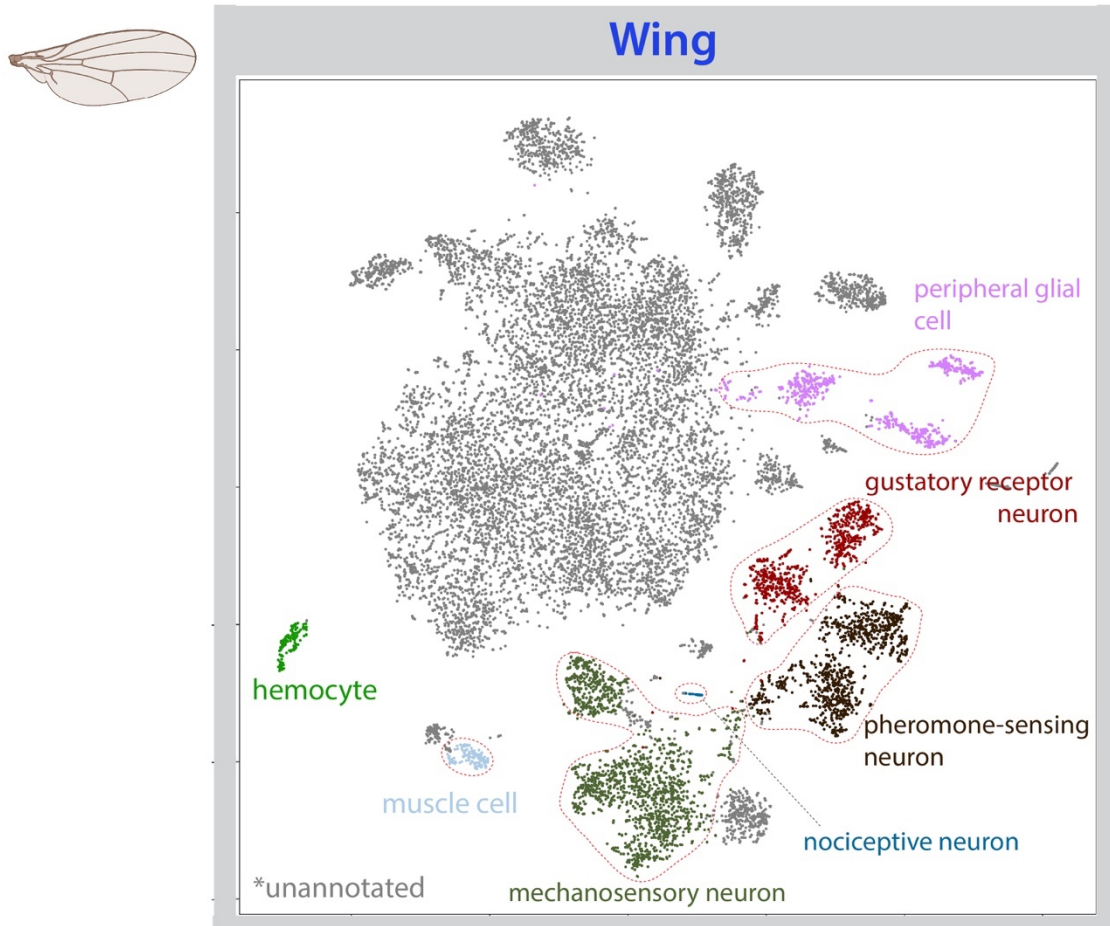 Wing
peripheral glial
cell
gustatory receptor
neuron
hemocyte
pheromone-sensing
neuron
muscle cell
nociceptive neuron
*unannotated
mechanosensory neuron